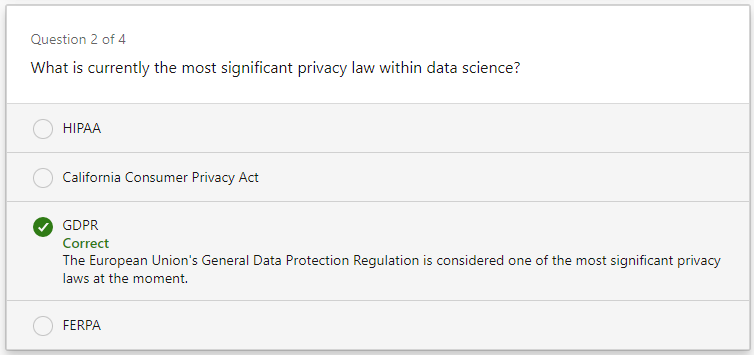 Question 2 of 4
What is currently the most significant privacy law within data science?
HIPAA
California Consumer Privacy Act
GDPR
Correct
The European Union's General Data Protection Regulation is considered one of the most significant privacy
laws at the moment.
FERPA